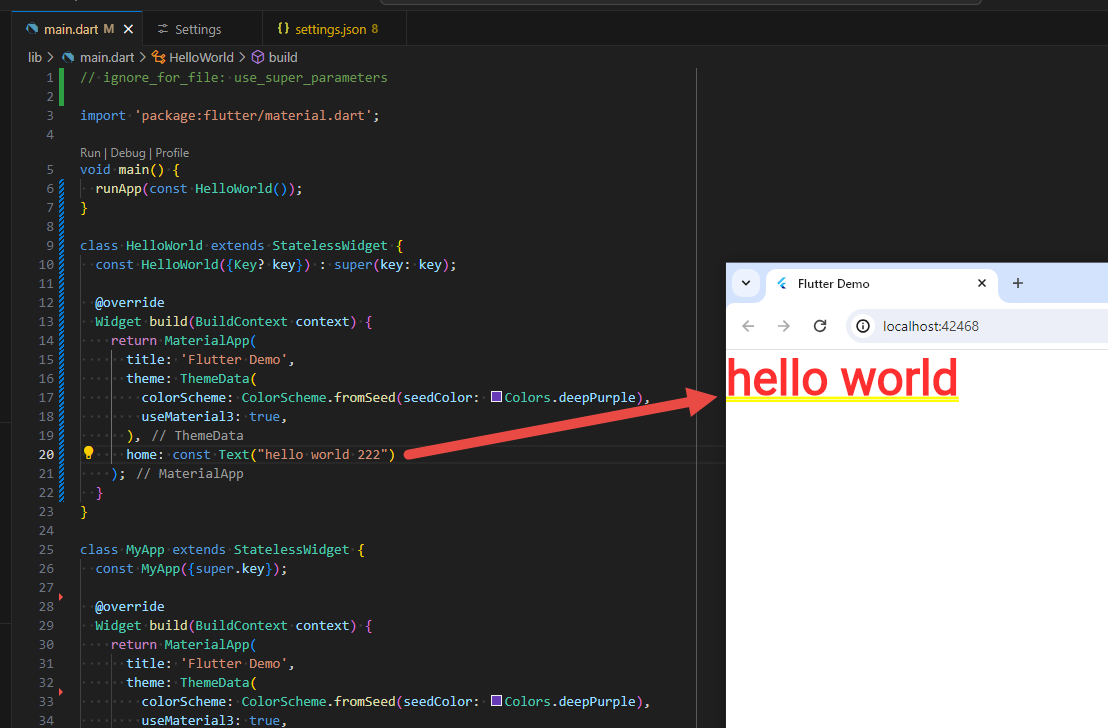 main.dart M
Settings
{} settings.json 8
lib > main.dart > HelloWorld > build
1 // ignore_for_file: use_super_parameters
2
3 import 'package:flutter/material.dart';
4
Run | Debug | Profile
5 void main() {
6 runApp(const HelloWorld());
7 }
8
9 class HelloWorld extends StatelessWidget {
10 const HelloWorld({Key? key}) : super(key: key);
11
12 @override
13 Widget build(BuildContext context) {
14 return MaterialApp(
15 title: 'Flutter Demo',
16 theme: ThemeData(
17 colorScheme: ColorScheme.fromSeed(seedColor: Colors.deepPurple),
18 useMaterial3: true,
19 ), // ThemeData
20 home: const Text("hello world 222")
21 ); // MaterialApp
22 }
23 }
24
25 class MyApp extends StatelessWidget {
26 const MyApp({super.key});
27
28 @override
29 Widget build(BuildContext context) {
30 return MaterialApp(
31 title: 'Flutter Demo',
32 theme: ThemeData(
33 colorScheme: ColorScheme.fromSeed(seedColor: Colors.deepPurple),
34 useMaterial3: true,
Flutter Demo
localhost:42468
hello world